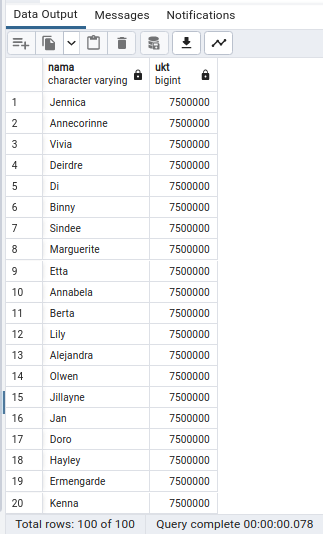 Data Output Messages Notifications
nama ukt
character varying bigint
1 Jennica 7500000
2 Annecorinne 7500000
3 Vivia 7500000
4 Deirdre 7500000
5 Di 7500000
6 Binny 7500000
7 Sindee 7500000
8 Marguerite 7500000
9 Etta 7500000
10 Annabela 7500000
11 Berta 7500000
12 Lily 7500000
13 Alejandra 7500000
14 Olwen 7500000
15 Jillayne 7500000
16 Jan 7500000
17 Doro 7500000
18 Hayley 7500000
19 Ermengarde 7500000
20 Kenna 7500000
Total rows: 100 of 100 Query complete 00:00:00.078